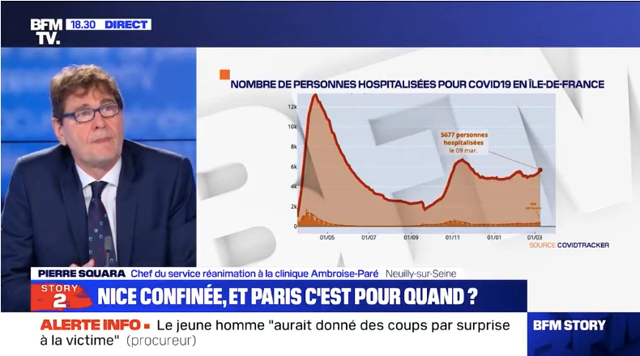 BFM
TV.
18.30 DIRECT
NOMBRE DE PERSONNES HOSPITALISÉES POUR COVID19 EN ÎLE-DE-FRANCE
12k
10k
8k
6k
4k
2k
0
5677 personnes
hospitalisées
le 09 mar.
01/05 01/07 01/09 01/11 01/01 01/03
SOURCE COVIDTRACKER
PIERRE SQUARA Chef du service réanimation à la clinique Ambroise-Paré Neuilly-sur-Seine
STORY
2
NICE CONFINÉE, ET PARIS C'EST POUR QUAND ?
ALERTE INFO Le jeune homme "aurait donné des coups par surprise
à la victime" (procureur)
BFM STORY